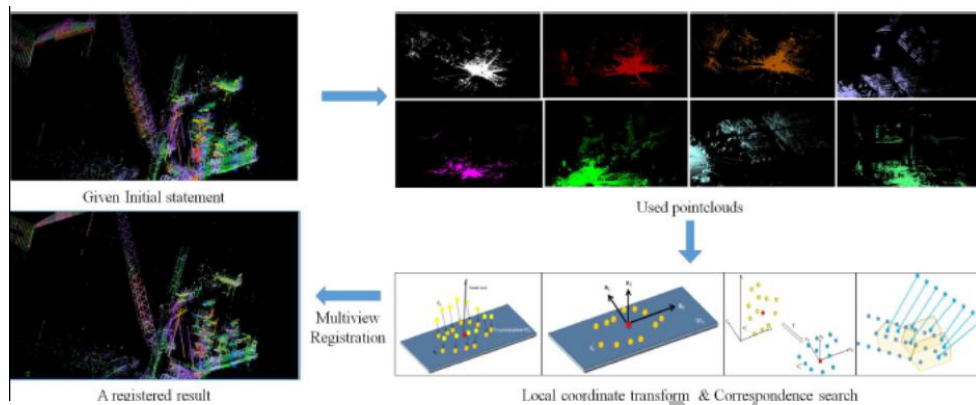 Given Initial statement
Used pointclouds
Multiview
Registration
A registered result
Local coordinate transform & Correspondence search